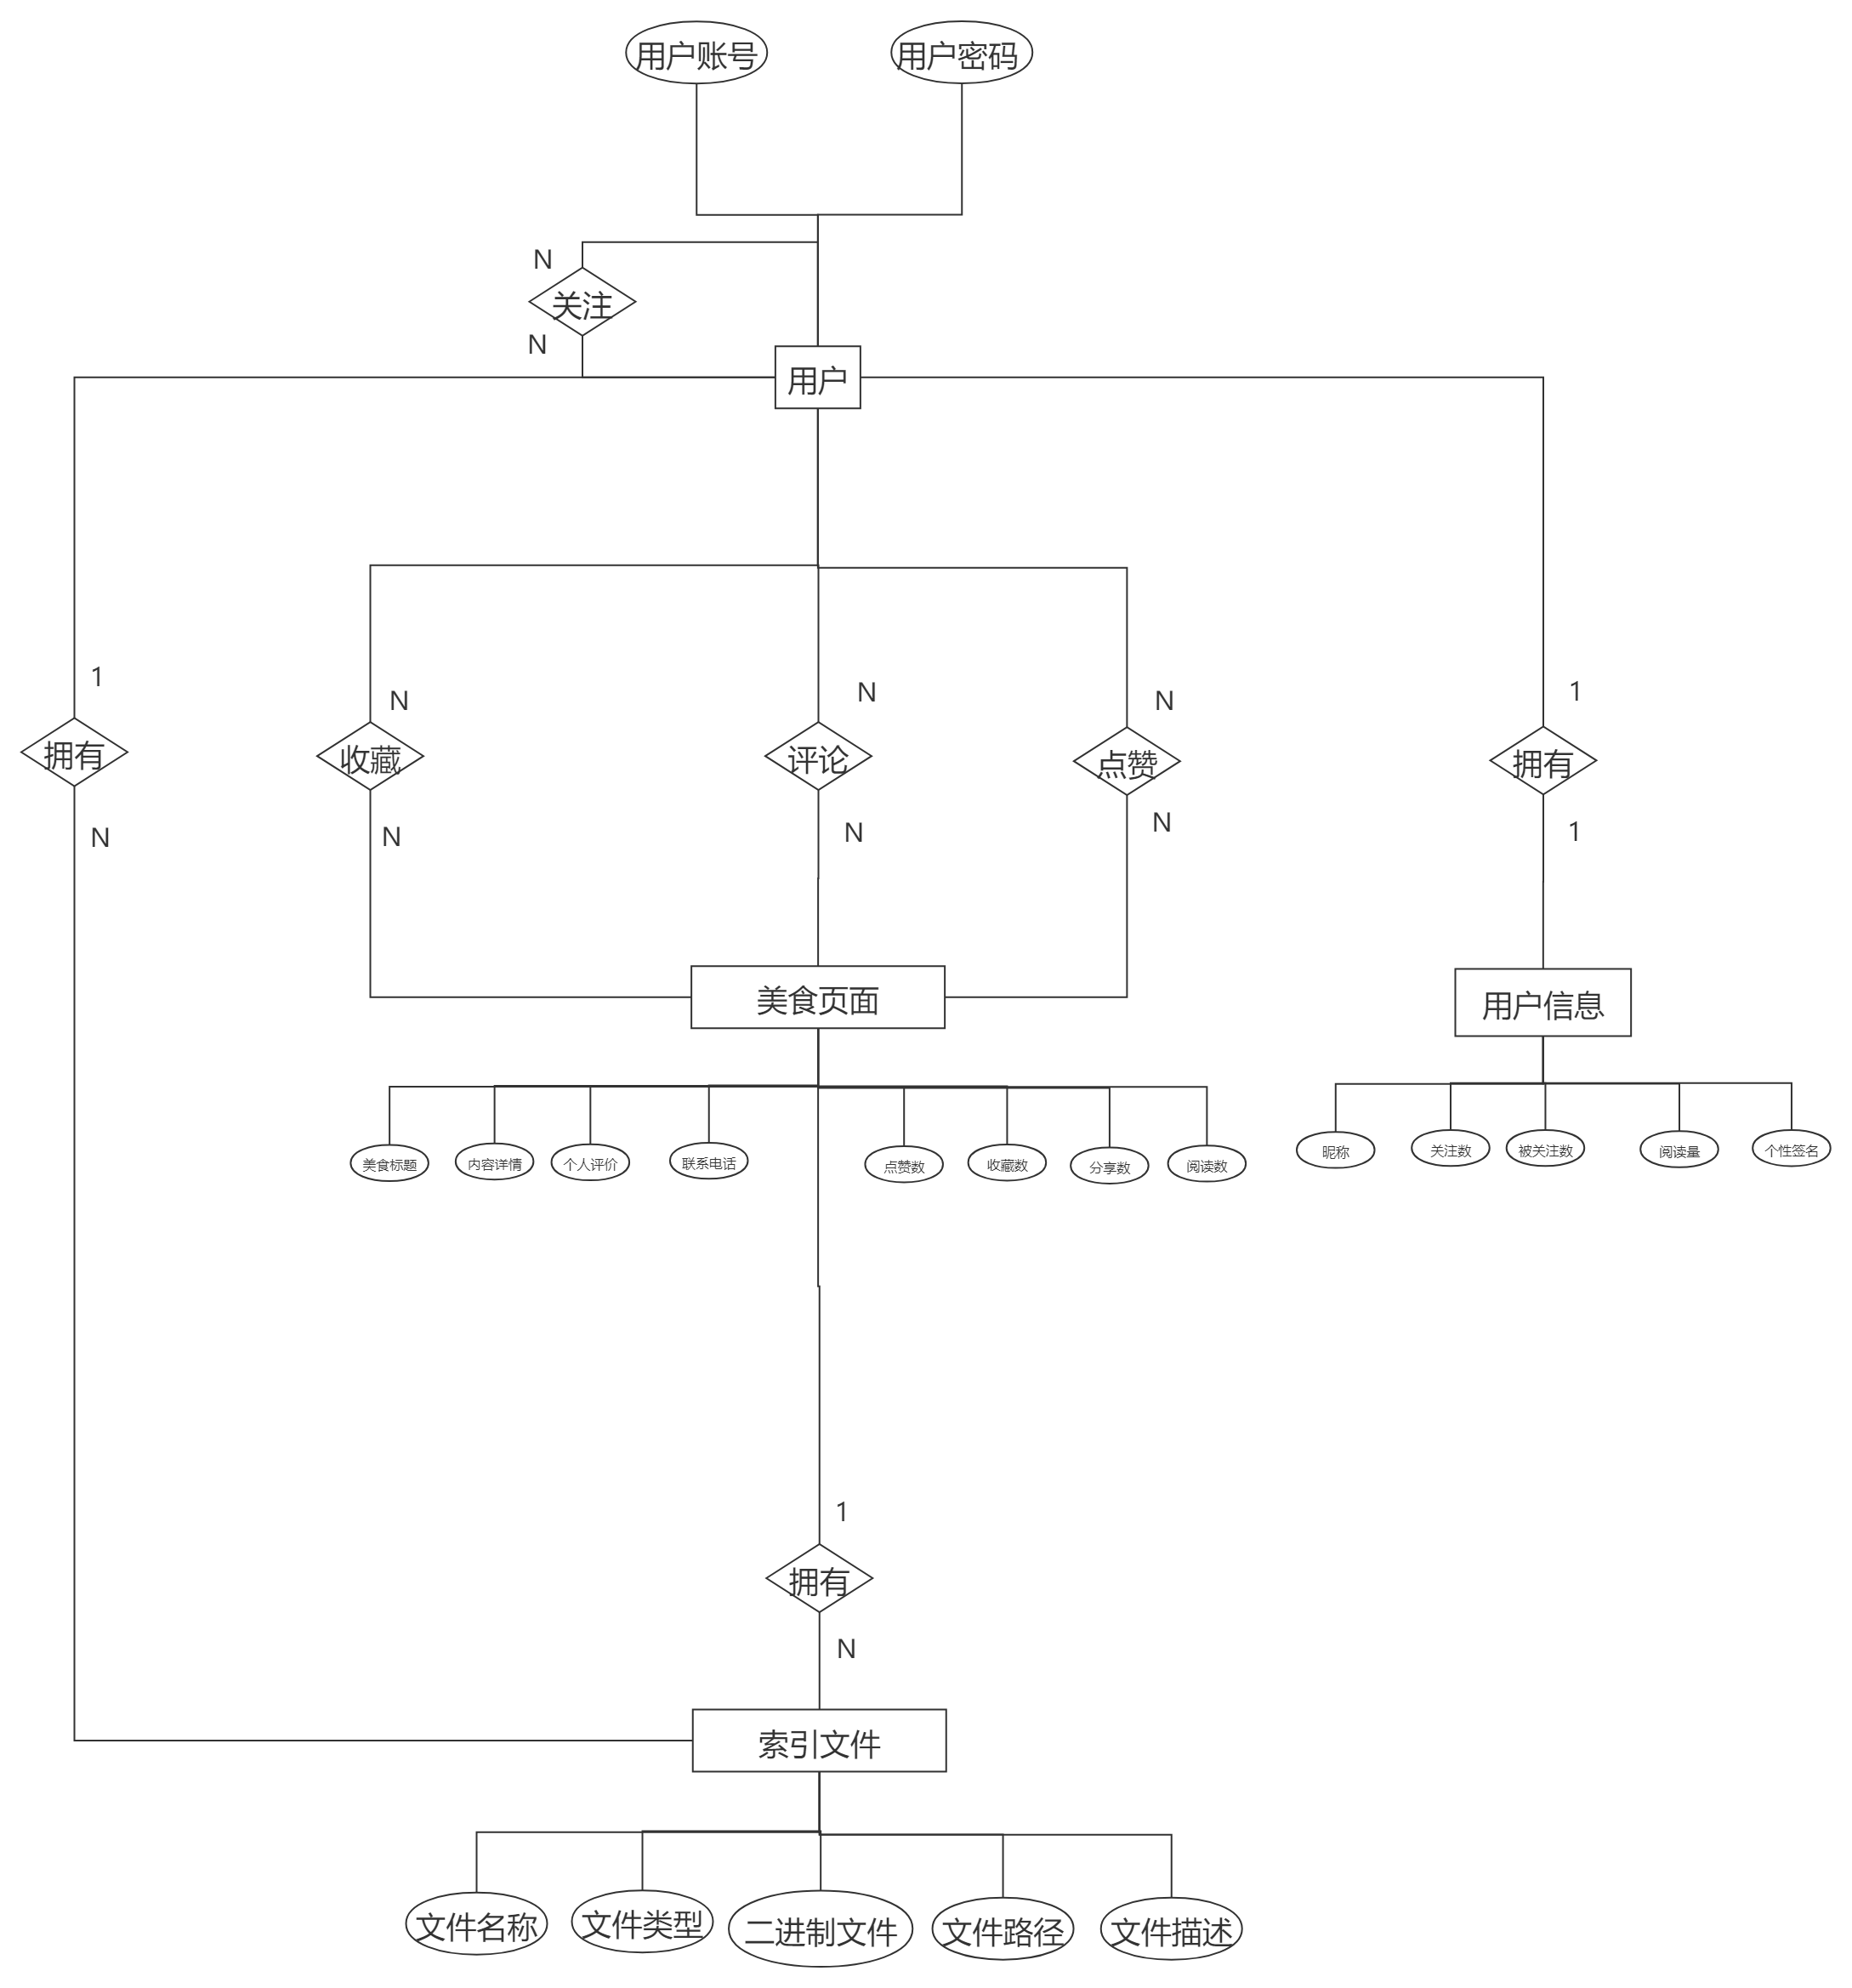 用户账号
用户密码
N
关注
N
用户
1
N
N
N
1
拥有
收藏
评论
点赞
拥有
N
N
N
N
1
美食页面
用户信息
美食标题
内容详情
个人评价
联系电话
点赞数
收藏数
分享数
阅读数
昵称
关注数
被关注数
阅读量
个性签名
1
拥有
N
索引文件
文件名称
文件类型
二进制文件
文件路径
文件描述